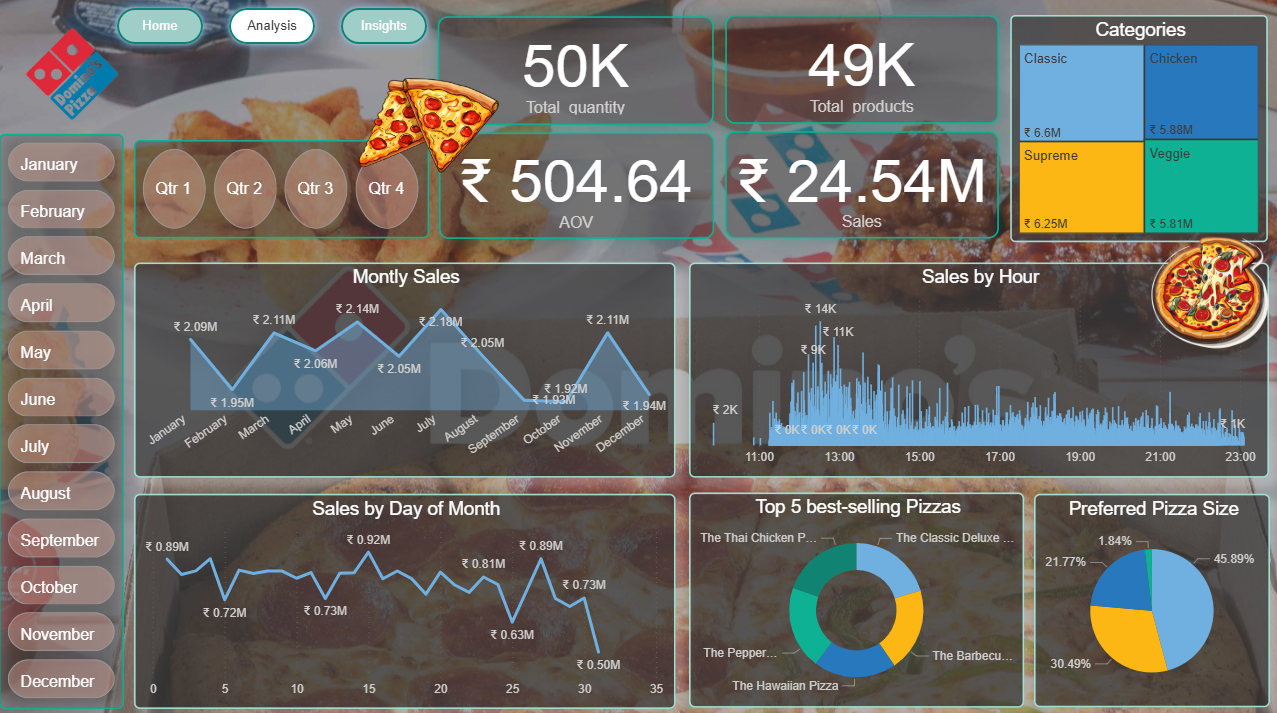 Home
Analysis
Insights
Domino's
Pizza
50K
Total quantity
49K
Total products
₹ 504.64
AOV
₹ 24.54M
Sales
Categories
Classic
₹ 6.6M
Chicken
₹ 5.88M
Supreme
₹ 6.25M
Veggie
₹ 5.81M
January
February
March
April
May
June
July
August
September
October
November
December
Qtr 1
Qtr 2
Qtr 3
Qtr 4
Montly Sales
₹ 2.09M
₹ 1.95M
₹ 2.11M
₹ 2.06M
₹ 2.14M
₹ 2.05M
₹ 2.18M
₹ 2.05M
₹ 1.93M
₹ 1.92M
₹ 2.11M
₹ 1.94M
January
February
March
April
May
June
July
August
September
October
November
December
Domino's
Sales by Hour
₹ 2K
₹ 14K
₹ 11K
₹ 9K
₹ 0K
₹ 0K
₹ 0K
₹ 0K
₹ 1K
11:00
13:00
15:00
17:00
19:00
21:00
23:00
Sales by Day of Month
₹ 0.89M
₹ 0.72M
₹ 0.73M
₹ 0.92M
₹ 0.81M
₹ 0.63M
₹ 0.89M
₹ 0.73M
₹ 0.50M
0
5
10
15
20
25
30
35
Top 5 best-selling Pizzas
The Thai Chicken P...
The Classic Deluxe ...
The Pepper...
The Barbecu...
The Hawaiian Pizza
Preferred Pizza Size
1.84%
21.77%
45.89%
30.49%